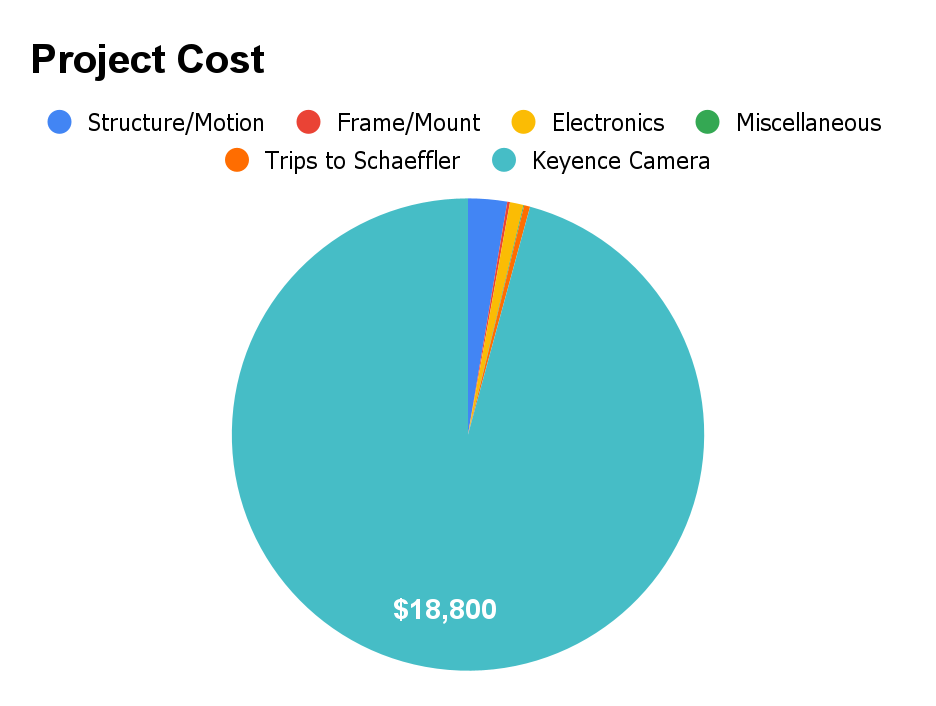 Project Cost
Structure/Motion Frame/Mount Electronics Miscellaneous
Trips to Schaeffler Keyence Camera
$18,800